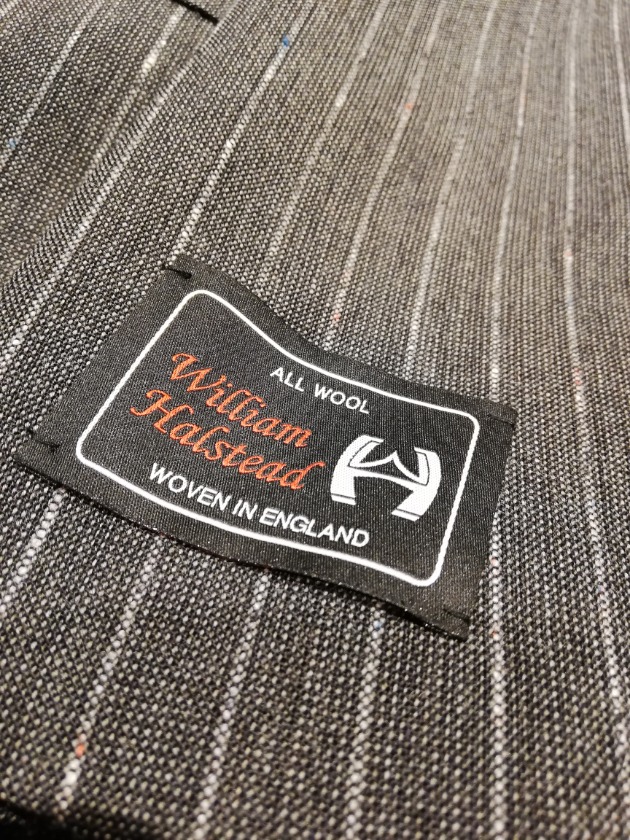 ALL WOOL
William
Halstead
WOVEN IN ENGLAND